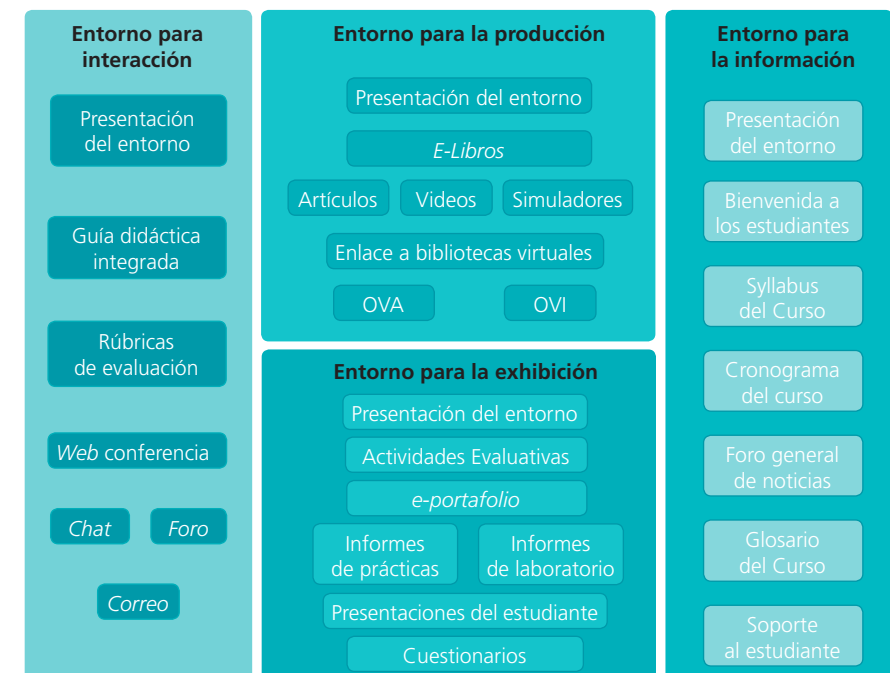 Entorno para
interacción
Presentación
del entorno
Guía didáctica
integrada
Rúbricas
de evaluación
Web conferencia
Chat
Foro
Correo
Entorno para la producción
Presentación del entorno
E-Libros
Artículos
Videos
Simuladores
Enlace a bibliotecas virtuales
OVA
OVI
Entorno para la exhibición
Presentación del entorno
Actividades Evaluativas
e-portafolio
Informes
de prácticas
Informes
de laboratorio
Presentaciones del estudiante
Cuestionarios
Entorno para
la información
Presentación
del entorno
Bienvenida a
los estudiantes
Syllabus
del Curso
Cronograma
del curso
Foro general
de noticias
Glosario
del Curso
Soporte
al estudiante